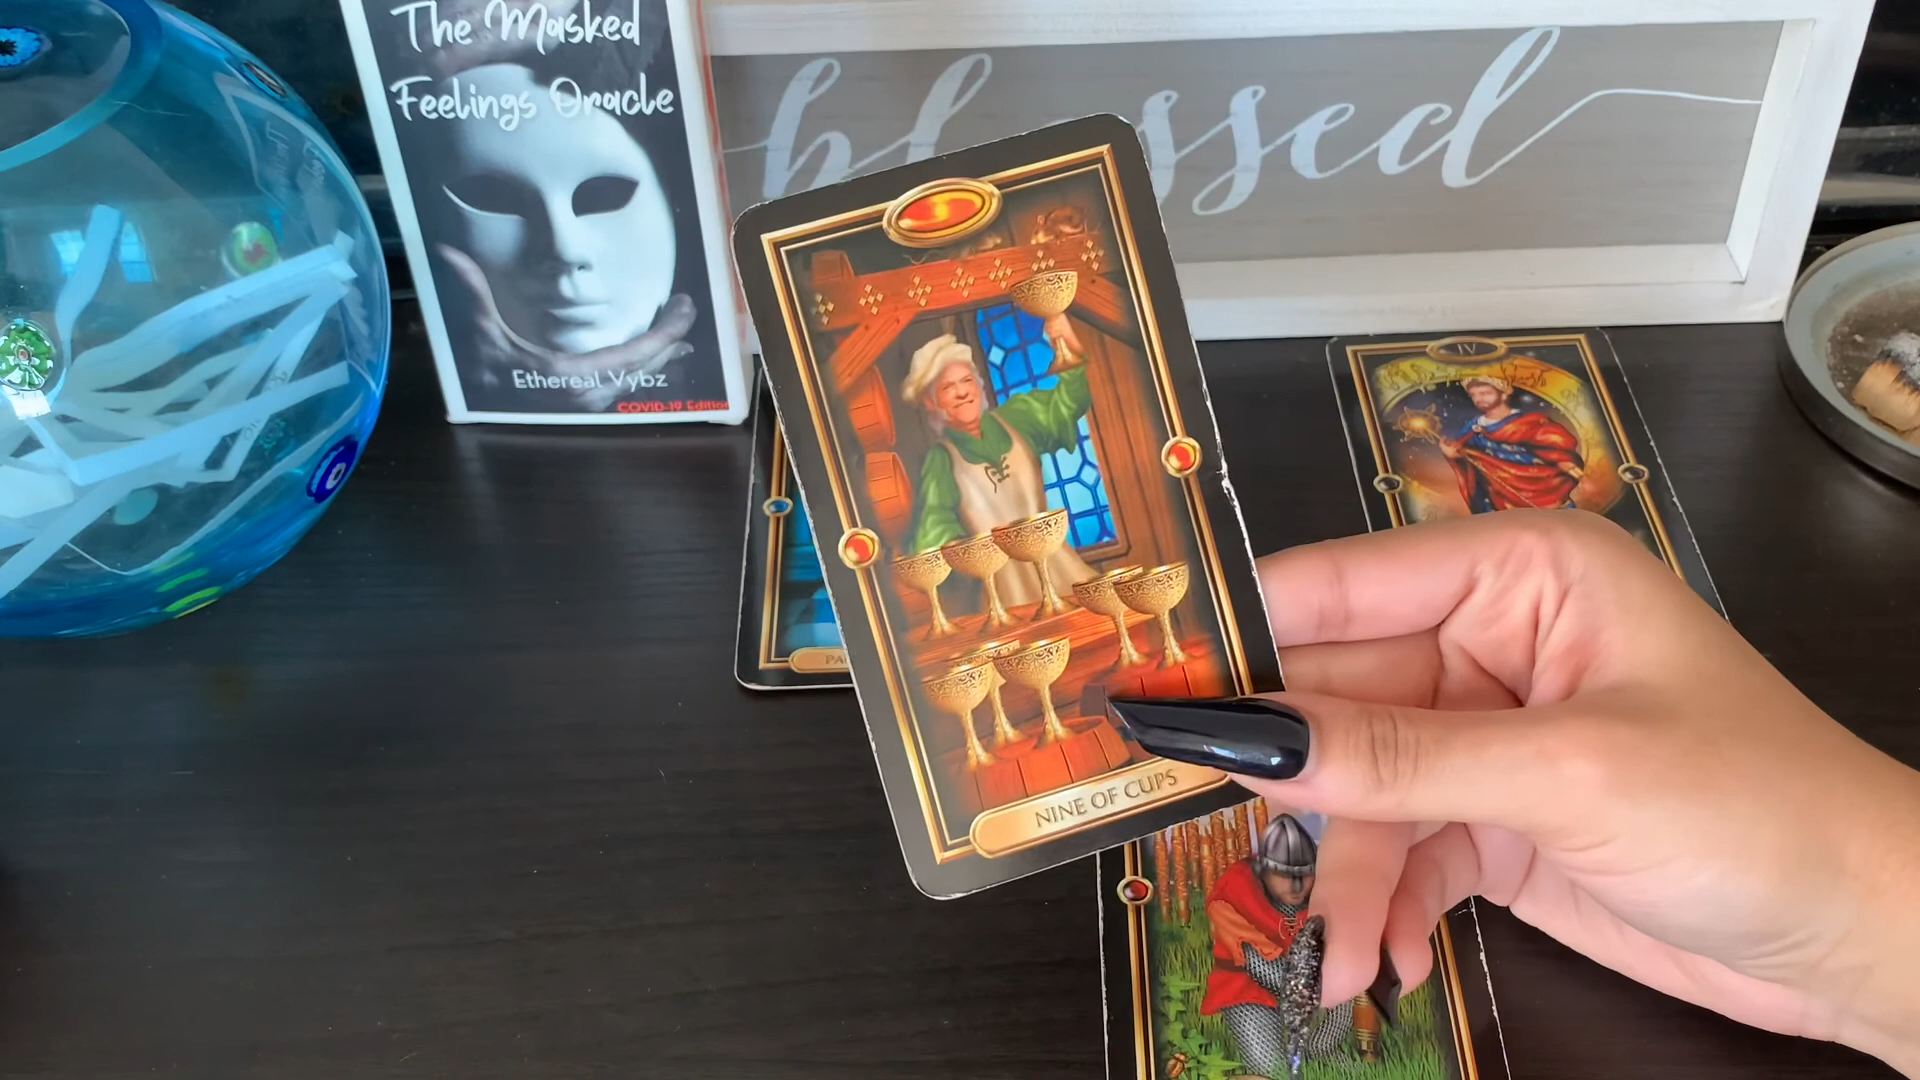 The Masked
Feelings Oracle
Ethereal Vybz
COVID-19 Edition
blessed
IV
NINE OF CUPS